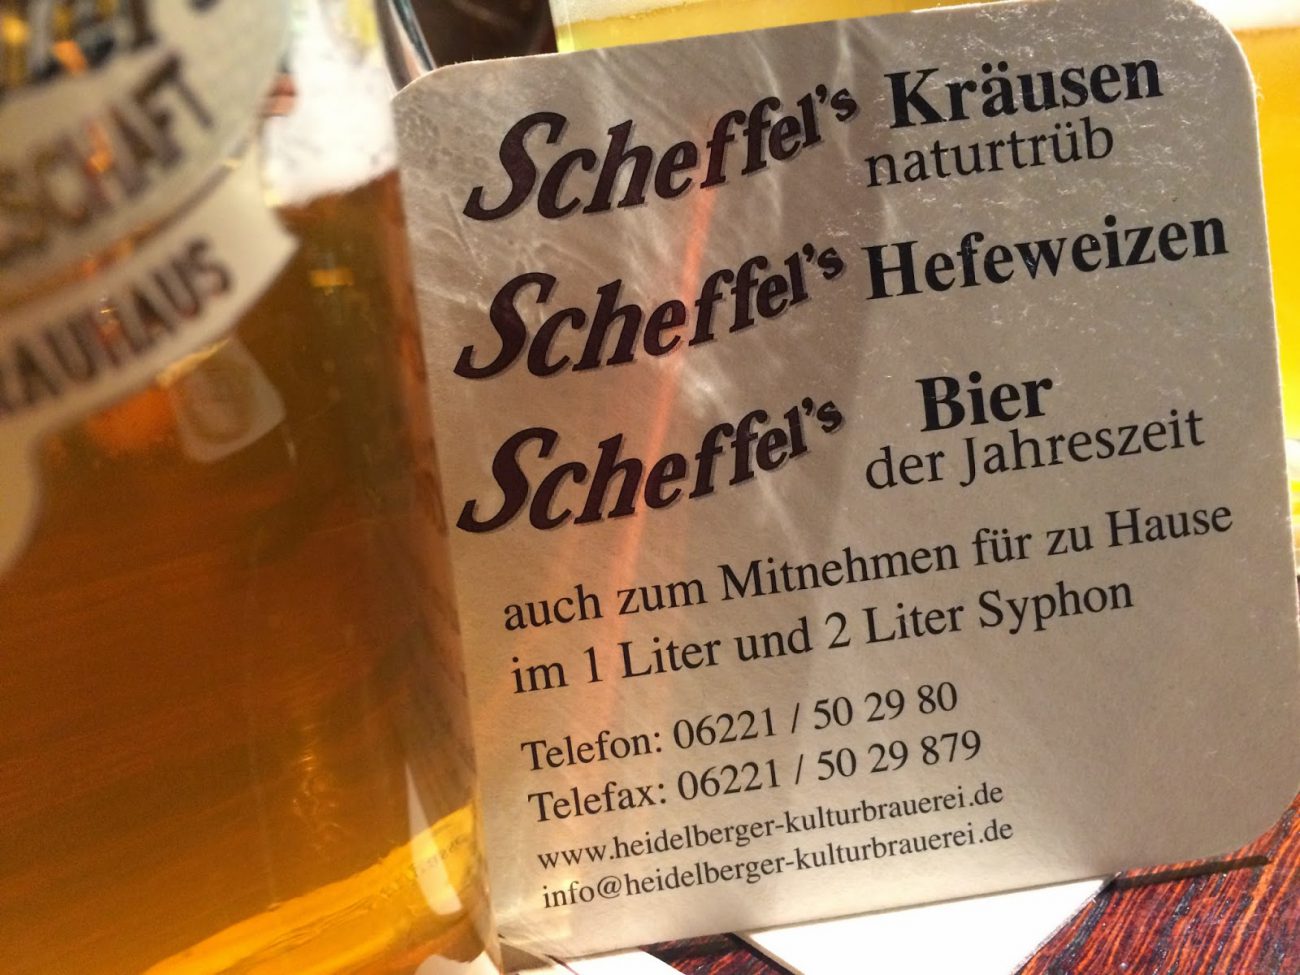 SCHAFT
BRAUHAUS
Scheffel's Kräusen
naturtrüb
Scheffel's Hefeweizen
Scheffel's Bier
der Jahreszeit
auch zum Mitnehmen für zu Hause
im 1 Liter und 2 Liter Syphon
Telefon: 06221 / 50 29 80
Telefax: 06221 / 50 29 879
www.heidelberger-kulturbrauerei.de
info@heidelberger-kulturbrauerei.de